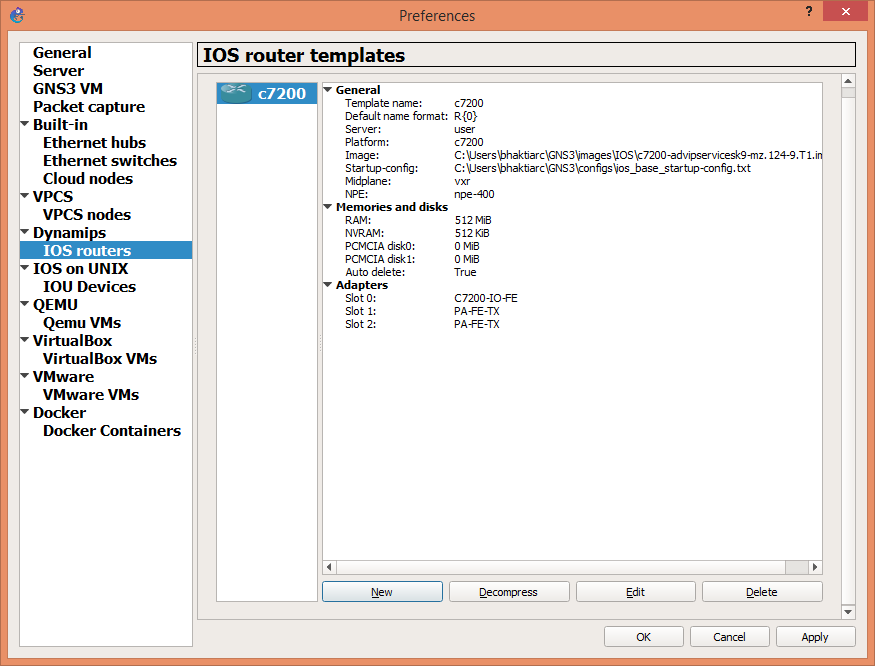 Preferences
?
General
Server
GNS3 VM
Packet capture
Built-in
Ethernet hubs
Ethernet switches
Cloud nodes
VPCS
VPCS nodes
Dynamips
IOS routers
IOS on UNIX
IOU Devices
QEMU
Qemu VMs
VirtualBox
VirtualBox VMs
VMware
VMware VMs
Docker
Docker Containers
IOS router templates
c7200
General
Template name: c7200
Default name format: R{0}
Server: user
Platform: c7200
Image: C:\Users\bhaktiarc\GNS3\images\IOS\c7200-advipservicesk9-mz.124-9.T1.im
Startup-config: C:\Users\bhaktiarc\GNS3\configs\ios_base_startup-config.txt
Midplane: vxr
NPE: npe-400
Memories and disks
RAM: 512 MiB
NVRAM: 512 KiB
PCMCIA disk0: 0 MiB
PCMCIA disk1: 0 MiB
Auto delete: True
Adapters
Slot 0: C7200-IO-FE
Slot 1: PA-FE-TX
Slot 2: PA-FE-TX
New Decompress Edit Delete
OK Cancel Apply